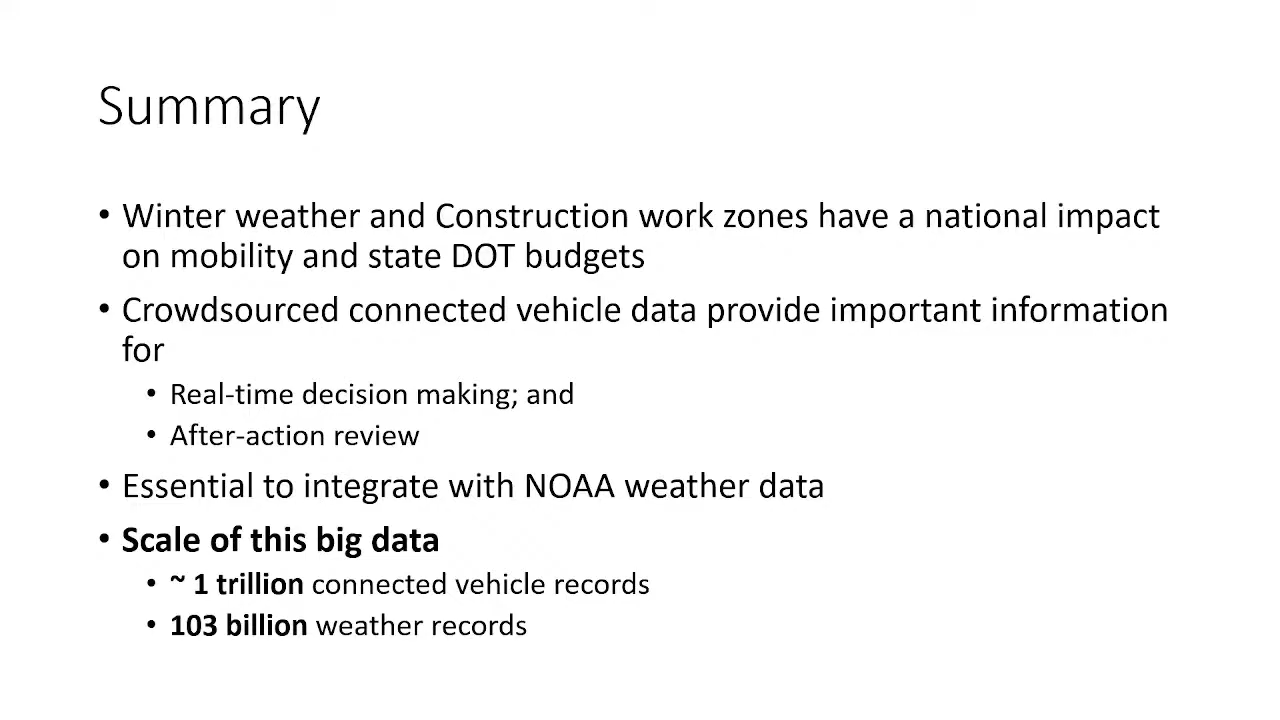 Summary
• Winter weather and Construction work zones have a national impact
on mobility and state DOT budgets
• Crowdsourced connected vehicle data provide important information
for
• Real-time decision making; and
• After-action review
• Essential to integrate with NOAA weather data
• Scale of this big data
• ~ 1 trillion connected vehicle records
• 103 billion weather records